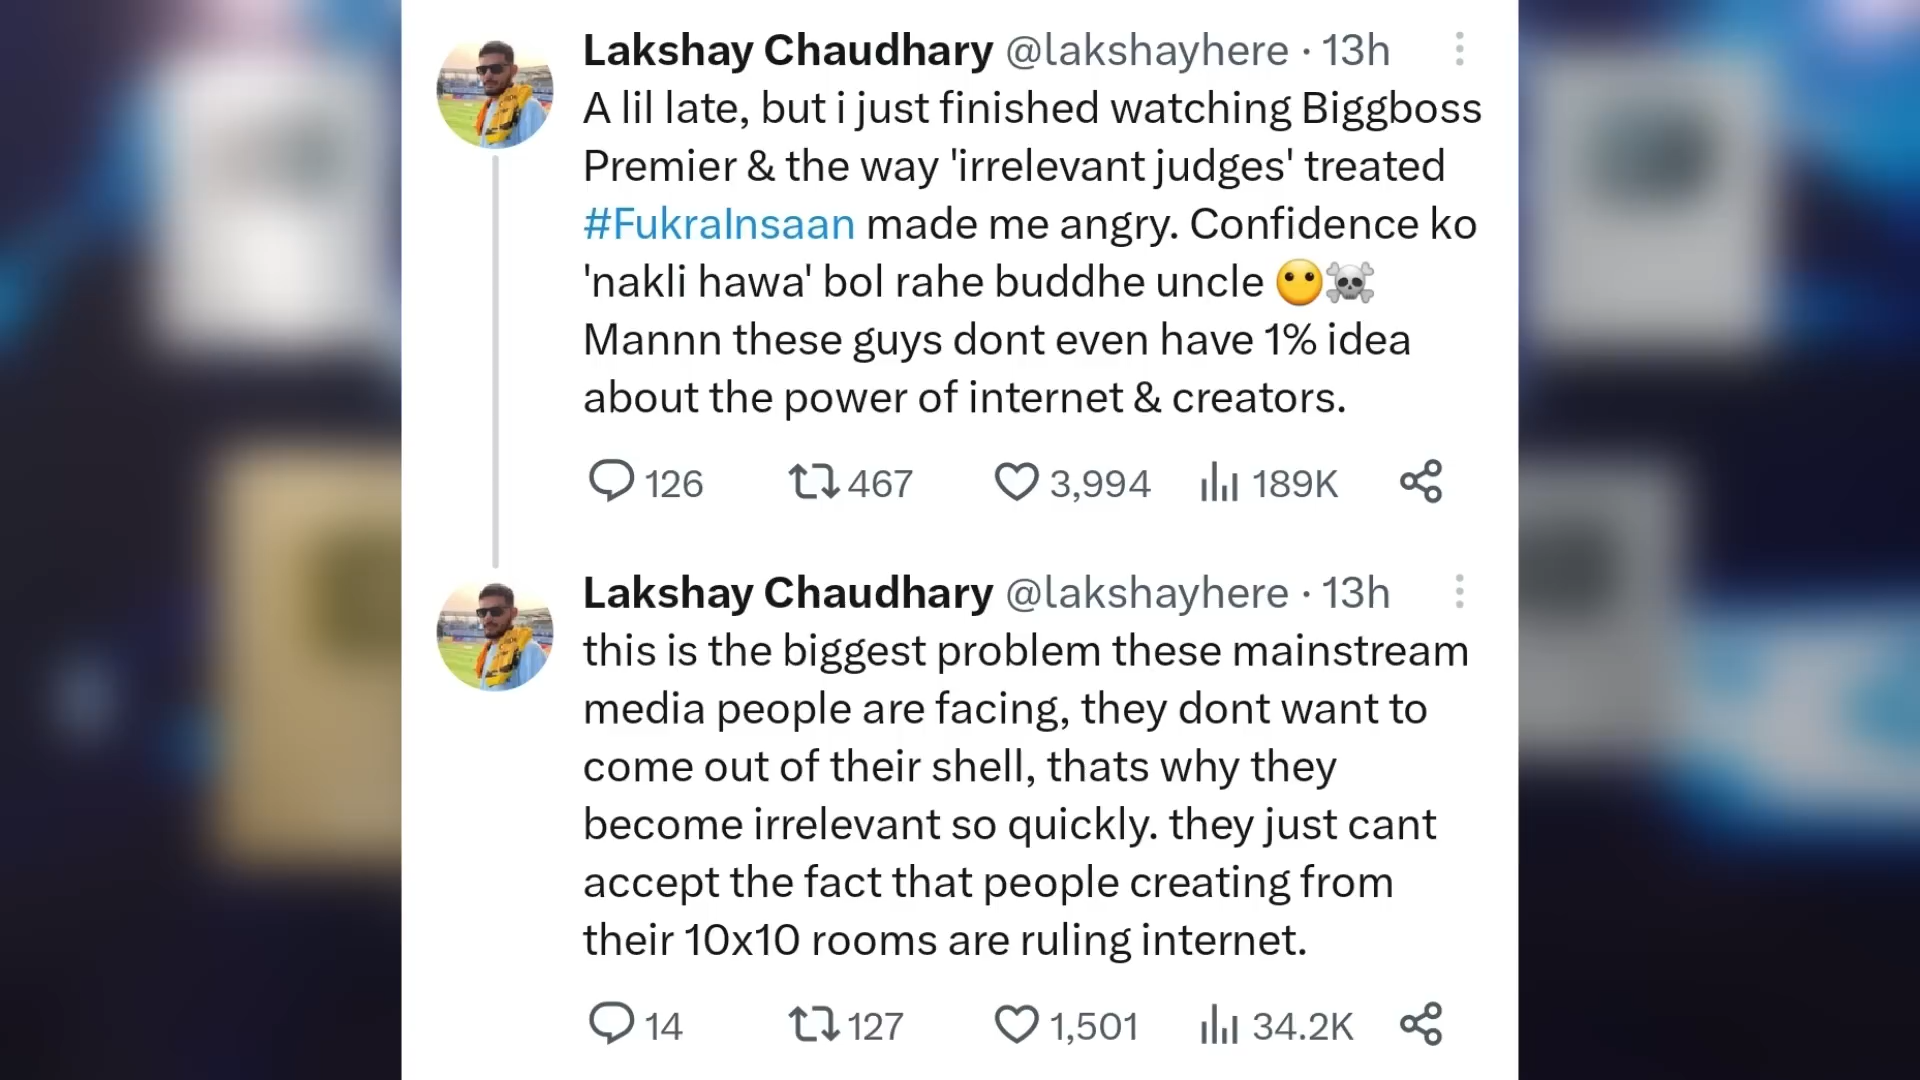 Lakshay Chaudhary @lakshayhere · 13h
A lil late, but i just finished watching Biggboss
Premier & the way 'irrelevant judges' treated
#FukraInsaan made me angry. Confidence ko
'nakli hawa' bol rahe buddhe uncle 😶☠️
Mannn these guys dont even have 1% idea
about the power of internet & creators.
126 467 3,994 189K
Lakshay Chaudhary @lakshayhere · 13h
this is the biggest problem these mainstream
media people are facing, they dont want to
come out of their shell, thats why they
become irrelevant so quickly. they just cant
accept the fact that people creating from
their 10x10 rooms are ruling internet.
14 127 1,501 34.2K